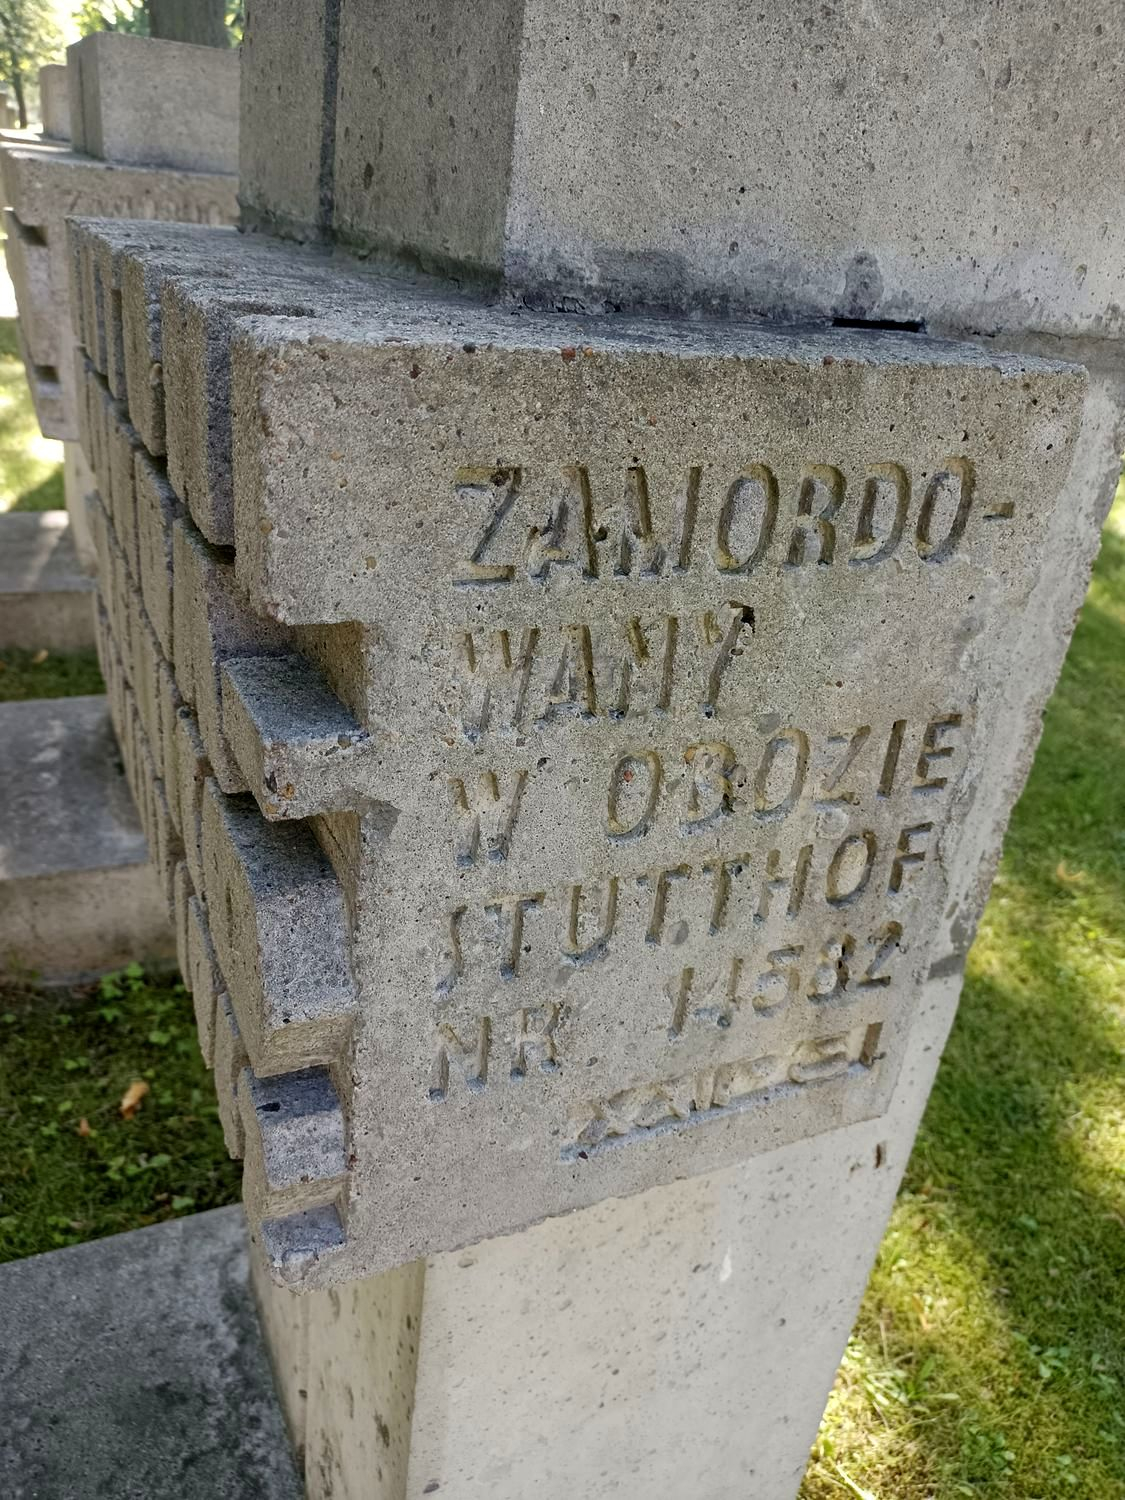 ZAMORDO-
WANY
W OBOZIE
STUTTHOF
NR 14582